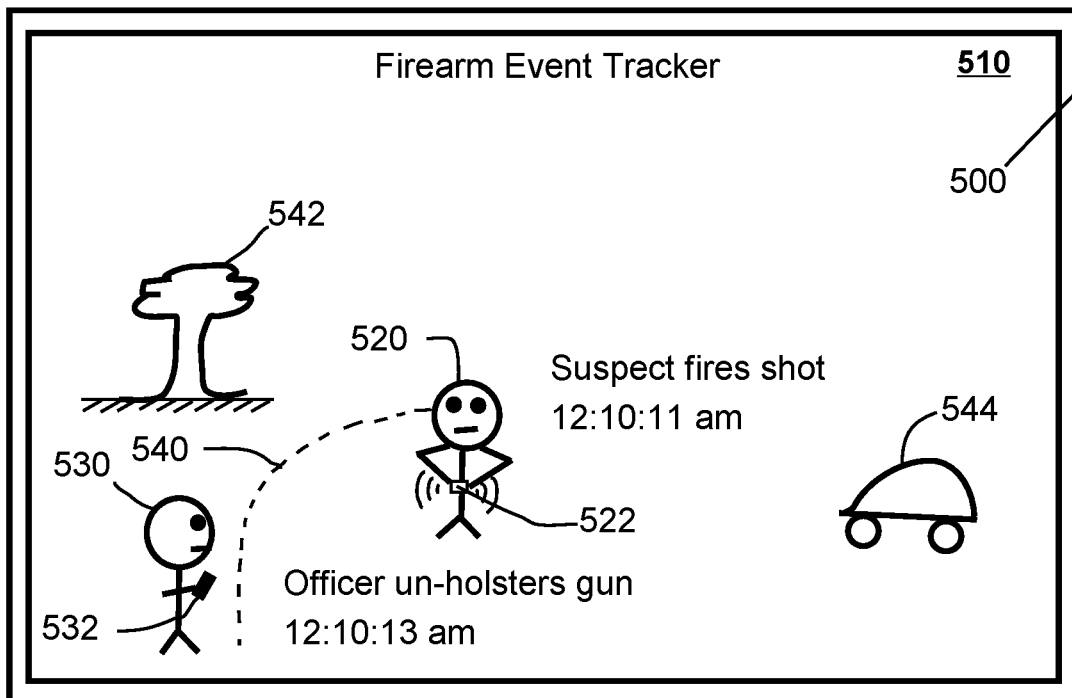 Firearm Event Tracker
510
500
542
520
Suspect fires shot
12:10:11 am
544
540
530
522
Officer un-holsters gun
532
12:10:13 am